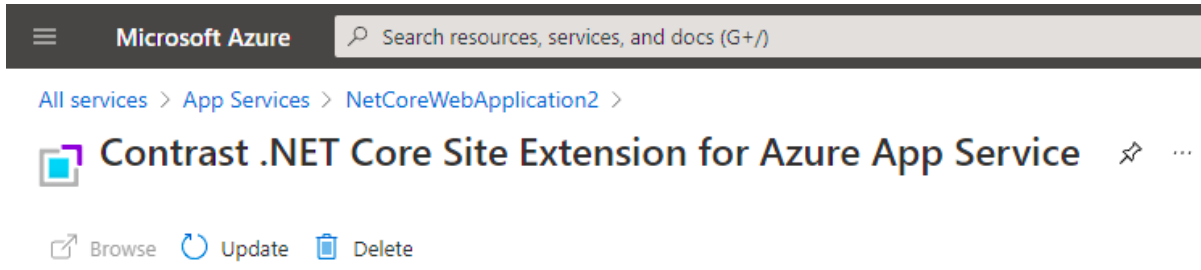 Microsoft Azure Search resources, services, and docs (G+/)
All services > App Services > NetCoreWebApplication2 >
Contrast .NET Core Site Extension for Azure App Service ...
Browse Update Delete